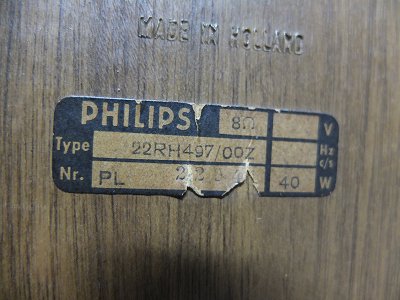 MADE IN HOLLAND
PHILIPS 8Ω V
Type 22RH497/00Z Hz c/s
Nr. PL 40 W